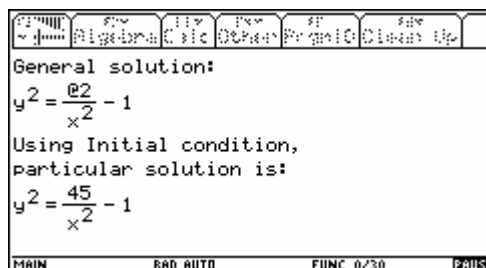 Algebra Calc Other PrgmIO Clean Up
General solution:
y² = @2/x² - 1
Using Initial condition,
particular solution is:
y² = 45/x² - 1
MAIN RAD AUTO FUNC 0/30 PAUSE